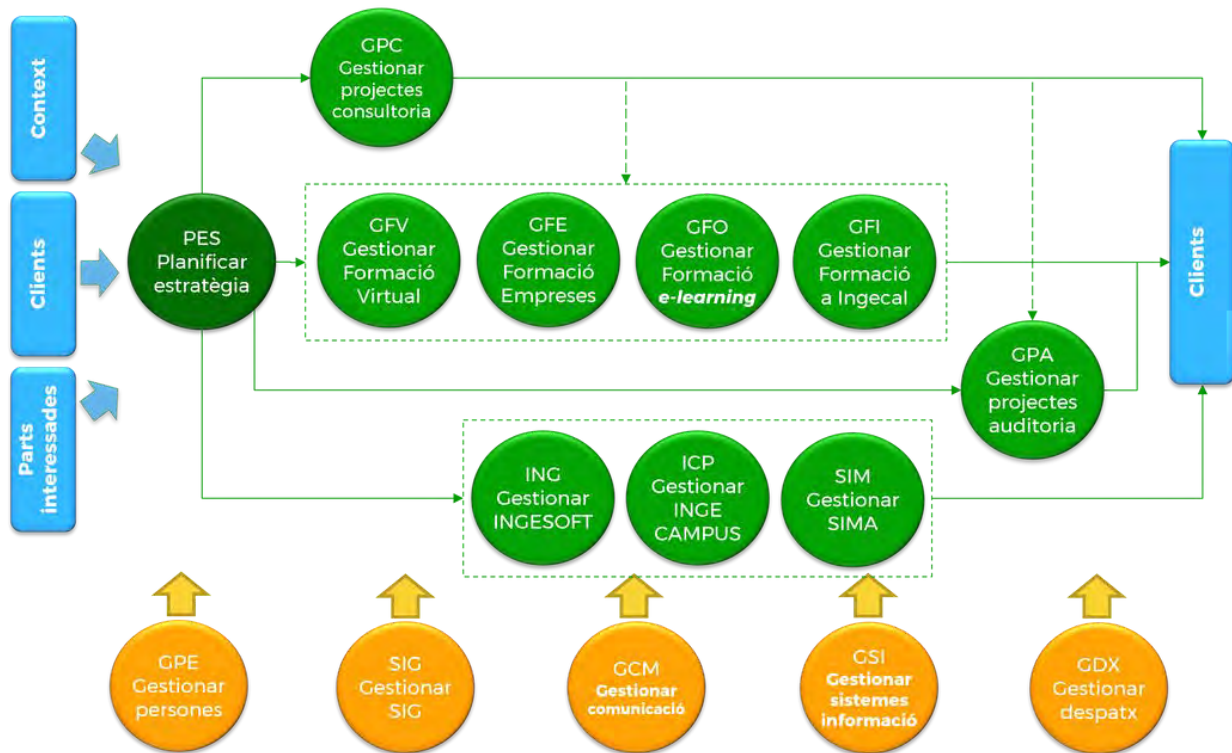 Context
Clients
Parts
interessades
PES
Planificar
estratègia
GPC
Gestionar
projectes
consultoria
GFV
Gestionar
Formació
Virtual
GFE
Gestionar
Formació
Empreses
GFO
Gestionar
Formació
e-learning
GFI
Gestionar
Formació
a Ingecal
GPA
Gestionar
projectes
auditoria
ING
Gestionar
INGESOFT
ICP
Gestionar
INGE
CAMPUS
SIM
Gestionar
SIMA
Clients
GPE
Gestionar
persones
SIG
Gestionar
SIG
GCM
Gestionar
comunicació
GSI
Gestionar
sistemes
informació
GDX
Gestionar
despatx